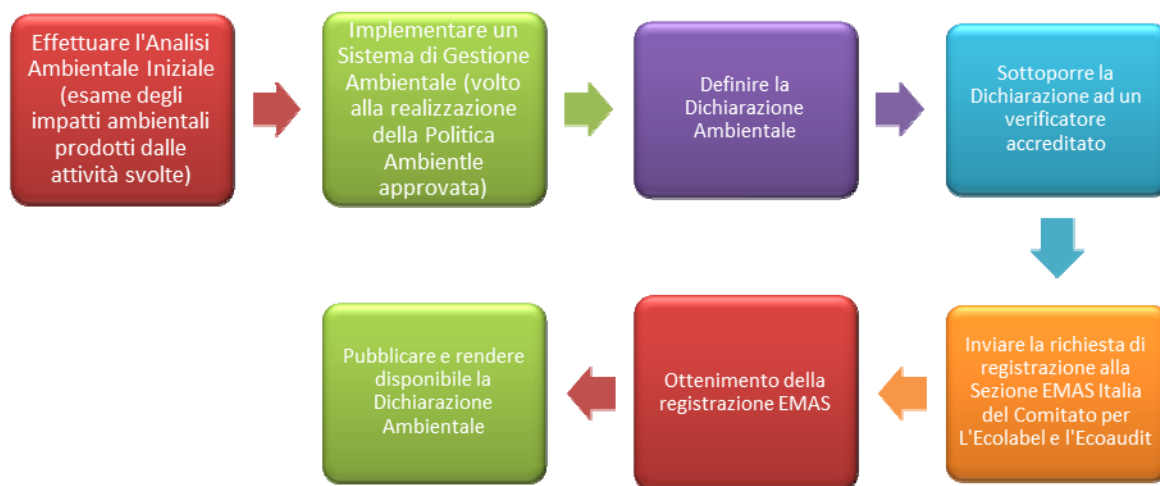 Effettuare l'Analisi
Ambientale Iniziale
(esame degli
impatti ambientali
prodotti dalle
attività svolte)
Implementare un
Sistema di Gestione
Ambientale (volto
alla realizzazione
della Politica
Ambientle
approvata)
Definire la
Dichiarazione
Ambientale
Sottoporre la
Dichiarazione ad un
verificatore
accreditato
Inviare la richiesta di
registrazione alla
Sezione EMAS Italia
del Comitato per
L'Ecolabel e l'Ecoaudit
Ottenimento della
registrazione EMAS
Pubblicare e rendere
disponibile la
Dichiarazione
Ambientale